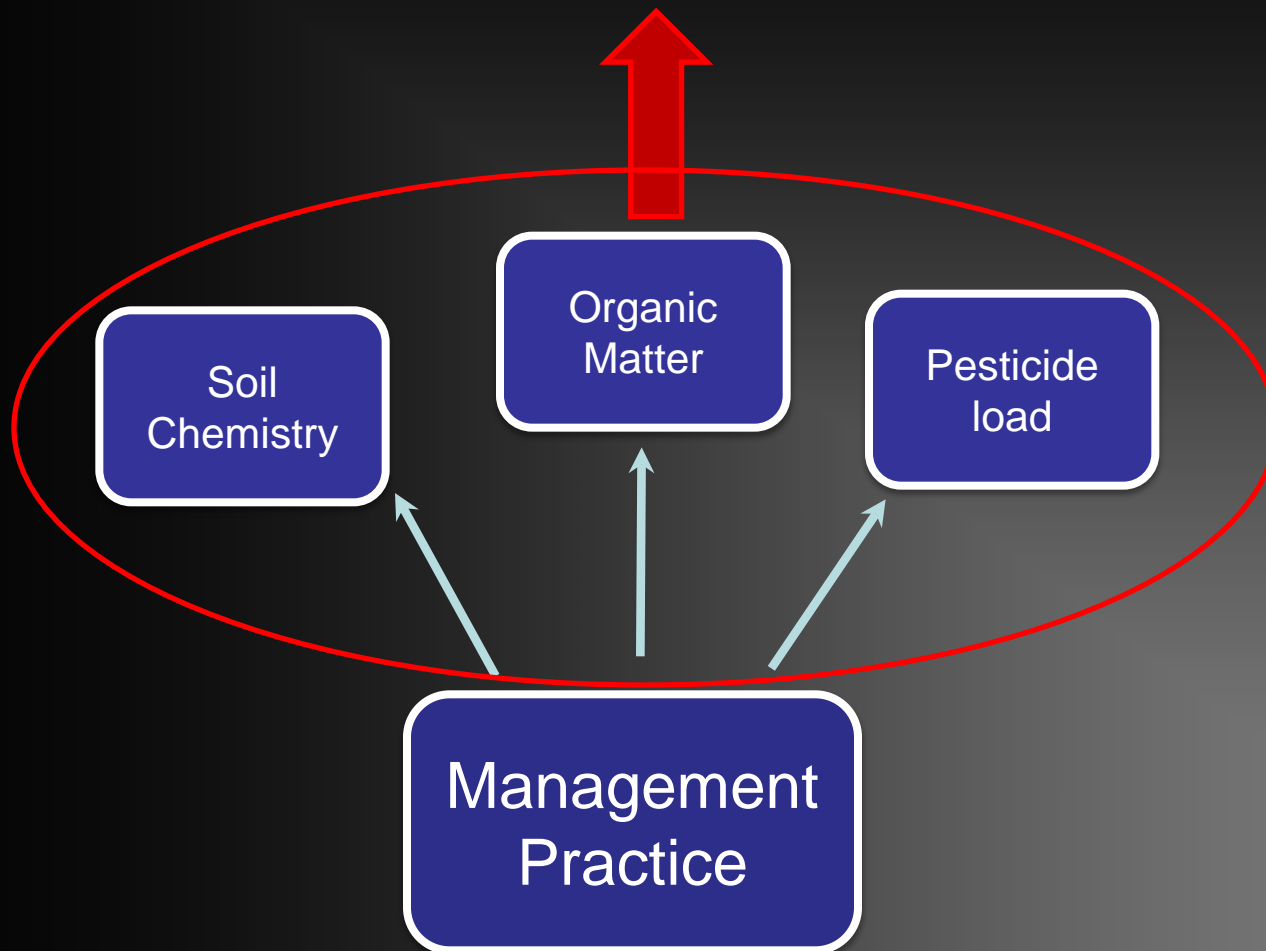 Organic
Matter
Soil
Chemistry
Pesticide
load
Management
Practice